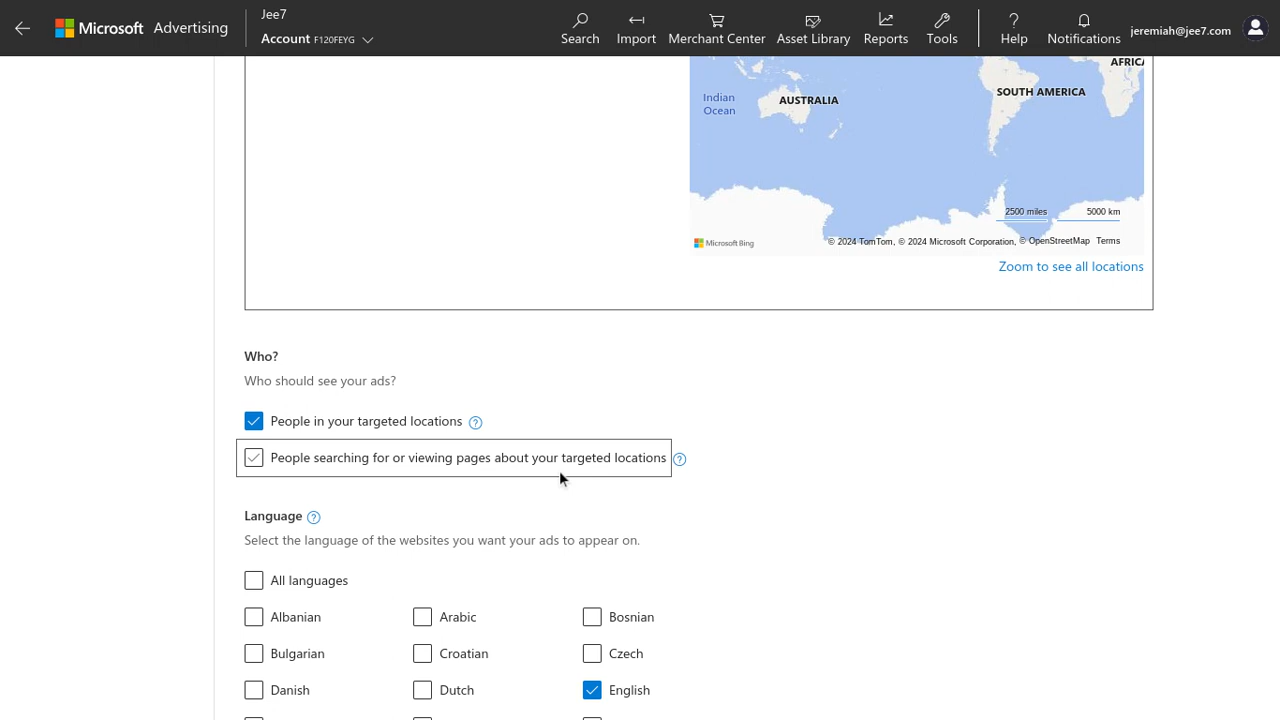 Jee7
Microsoft Advertising
Account F120FEYG
Search
Import
Merchant Center
Asset Library
Reports
Tools
Help
Notifications
jeremiah@jee7.com
AFRICA
Indian
Ocean
AUSTRALIA
SOUTH AMERICA
2500 miles
5000 km
Microsoft Bing
© 2024 TomTom, © 2024 Microsoft Corporation, © OpenStreetMap Terms
Zoom to see all locations
Who?
Who should see your ads?
People in your targeted locations
People searching for or viewing pages about your targeted locations
Language
Select the language of the websites you want your ads to appear on.
All languages
Albanian
Arabic
Bosnian
Bulgarian
Croatian
Czech
Danish
Dutch
English